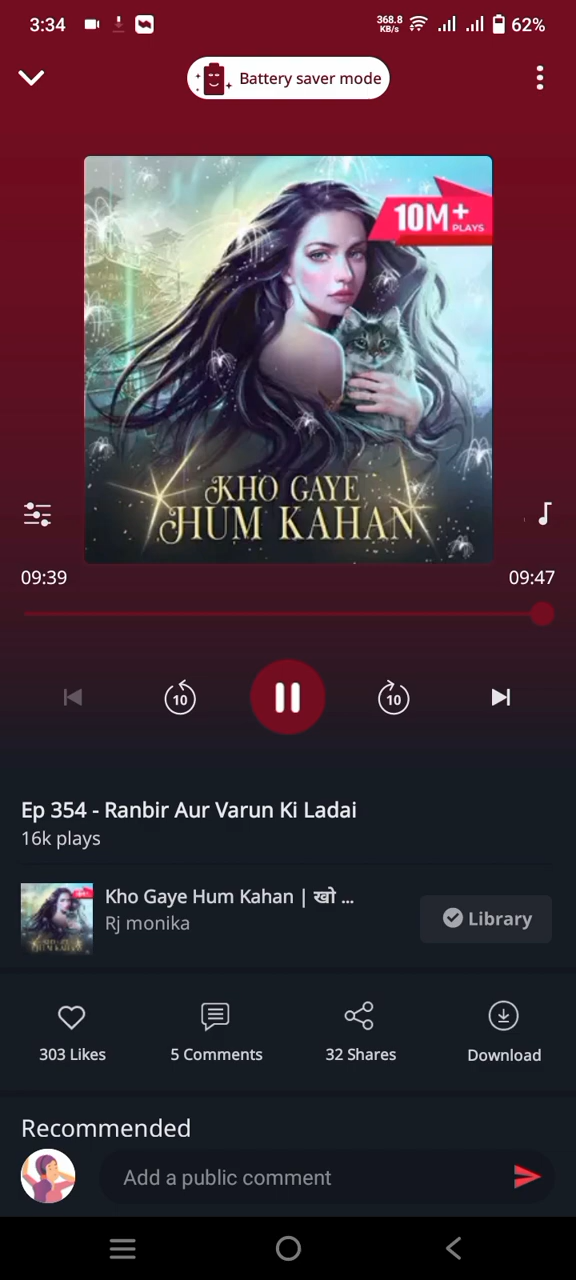 3:34
368.8
KB/s
62%
Battery saver mode
10M+
PLAYS
KHO GAYE
HUM KAHAN
09:39
09:47
10
10
Ep 354 - Ranbir Aur Varun Ki Ladai
16k plays
Kho Gaye Hum Kahan | खो ...
Rj monika
Library
303 Likes
5 Comments
32 Shares
Download
Recommended
Add a public comment